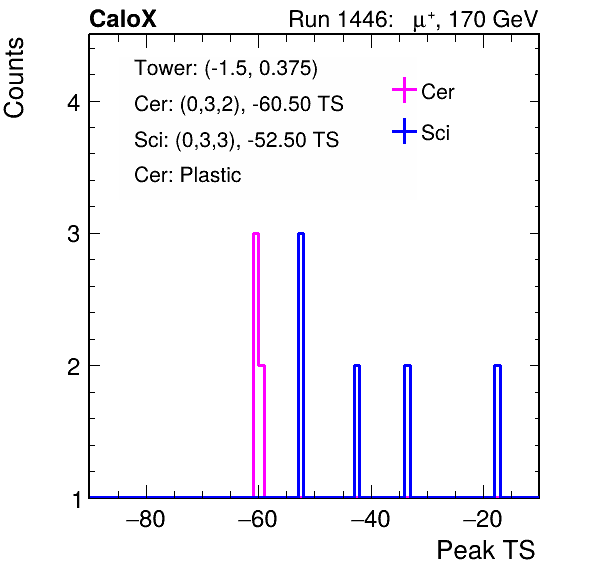 CaloX
Run 1446: μ⁺, 170 GeV
Counts
Tower: (-1.5, 0.375)
Cer: (0,3,2), -60.50 TS
Sci: (0,3,3), -52.50 TS
Cer: Plastic
Cer
Sci
4
3
2
1
−80 −60 −40 −20
Peak TS